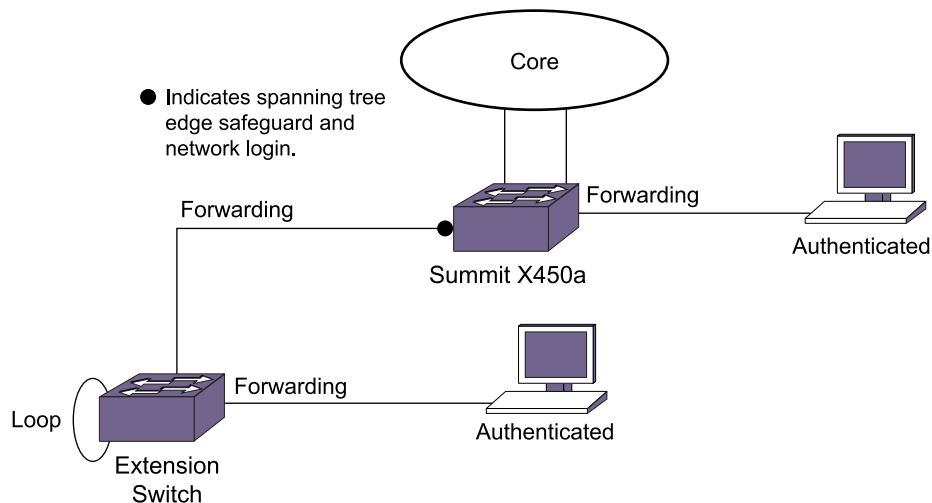 Core
Indicates spanning tree
edge safeguard and
network login.
Forwarding
Forwarding
Authenticated
Summit X450a
Forwarding
Loop
Authenticated
Extension
Switch